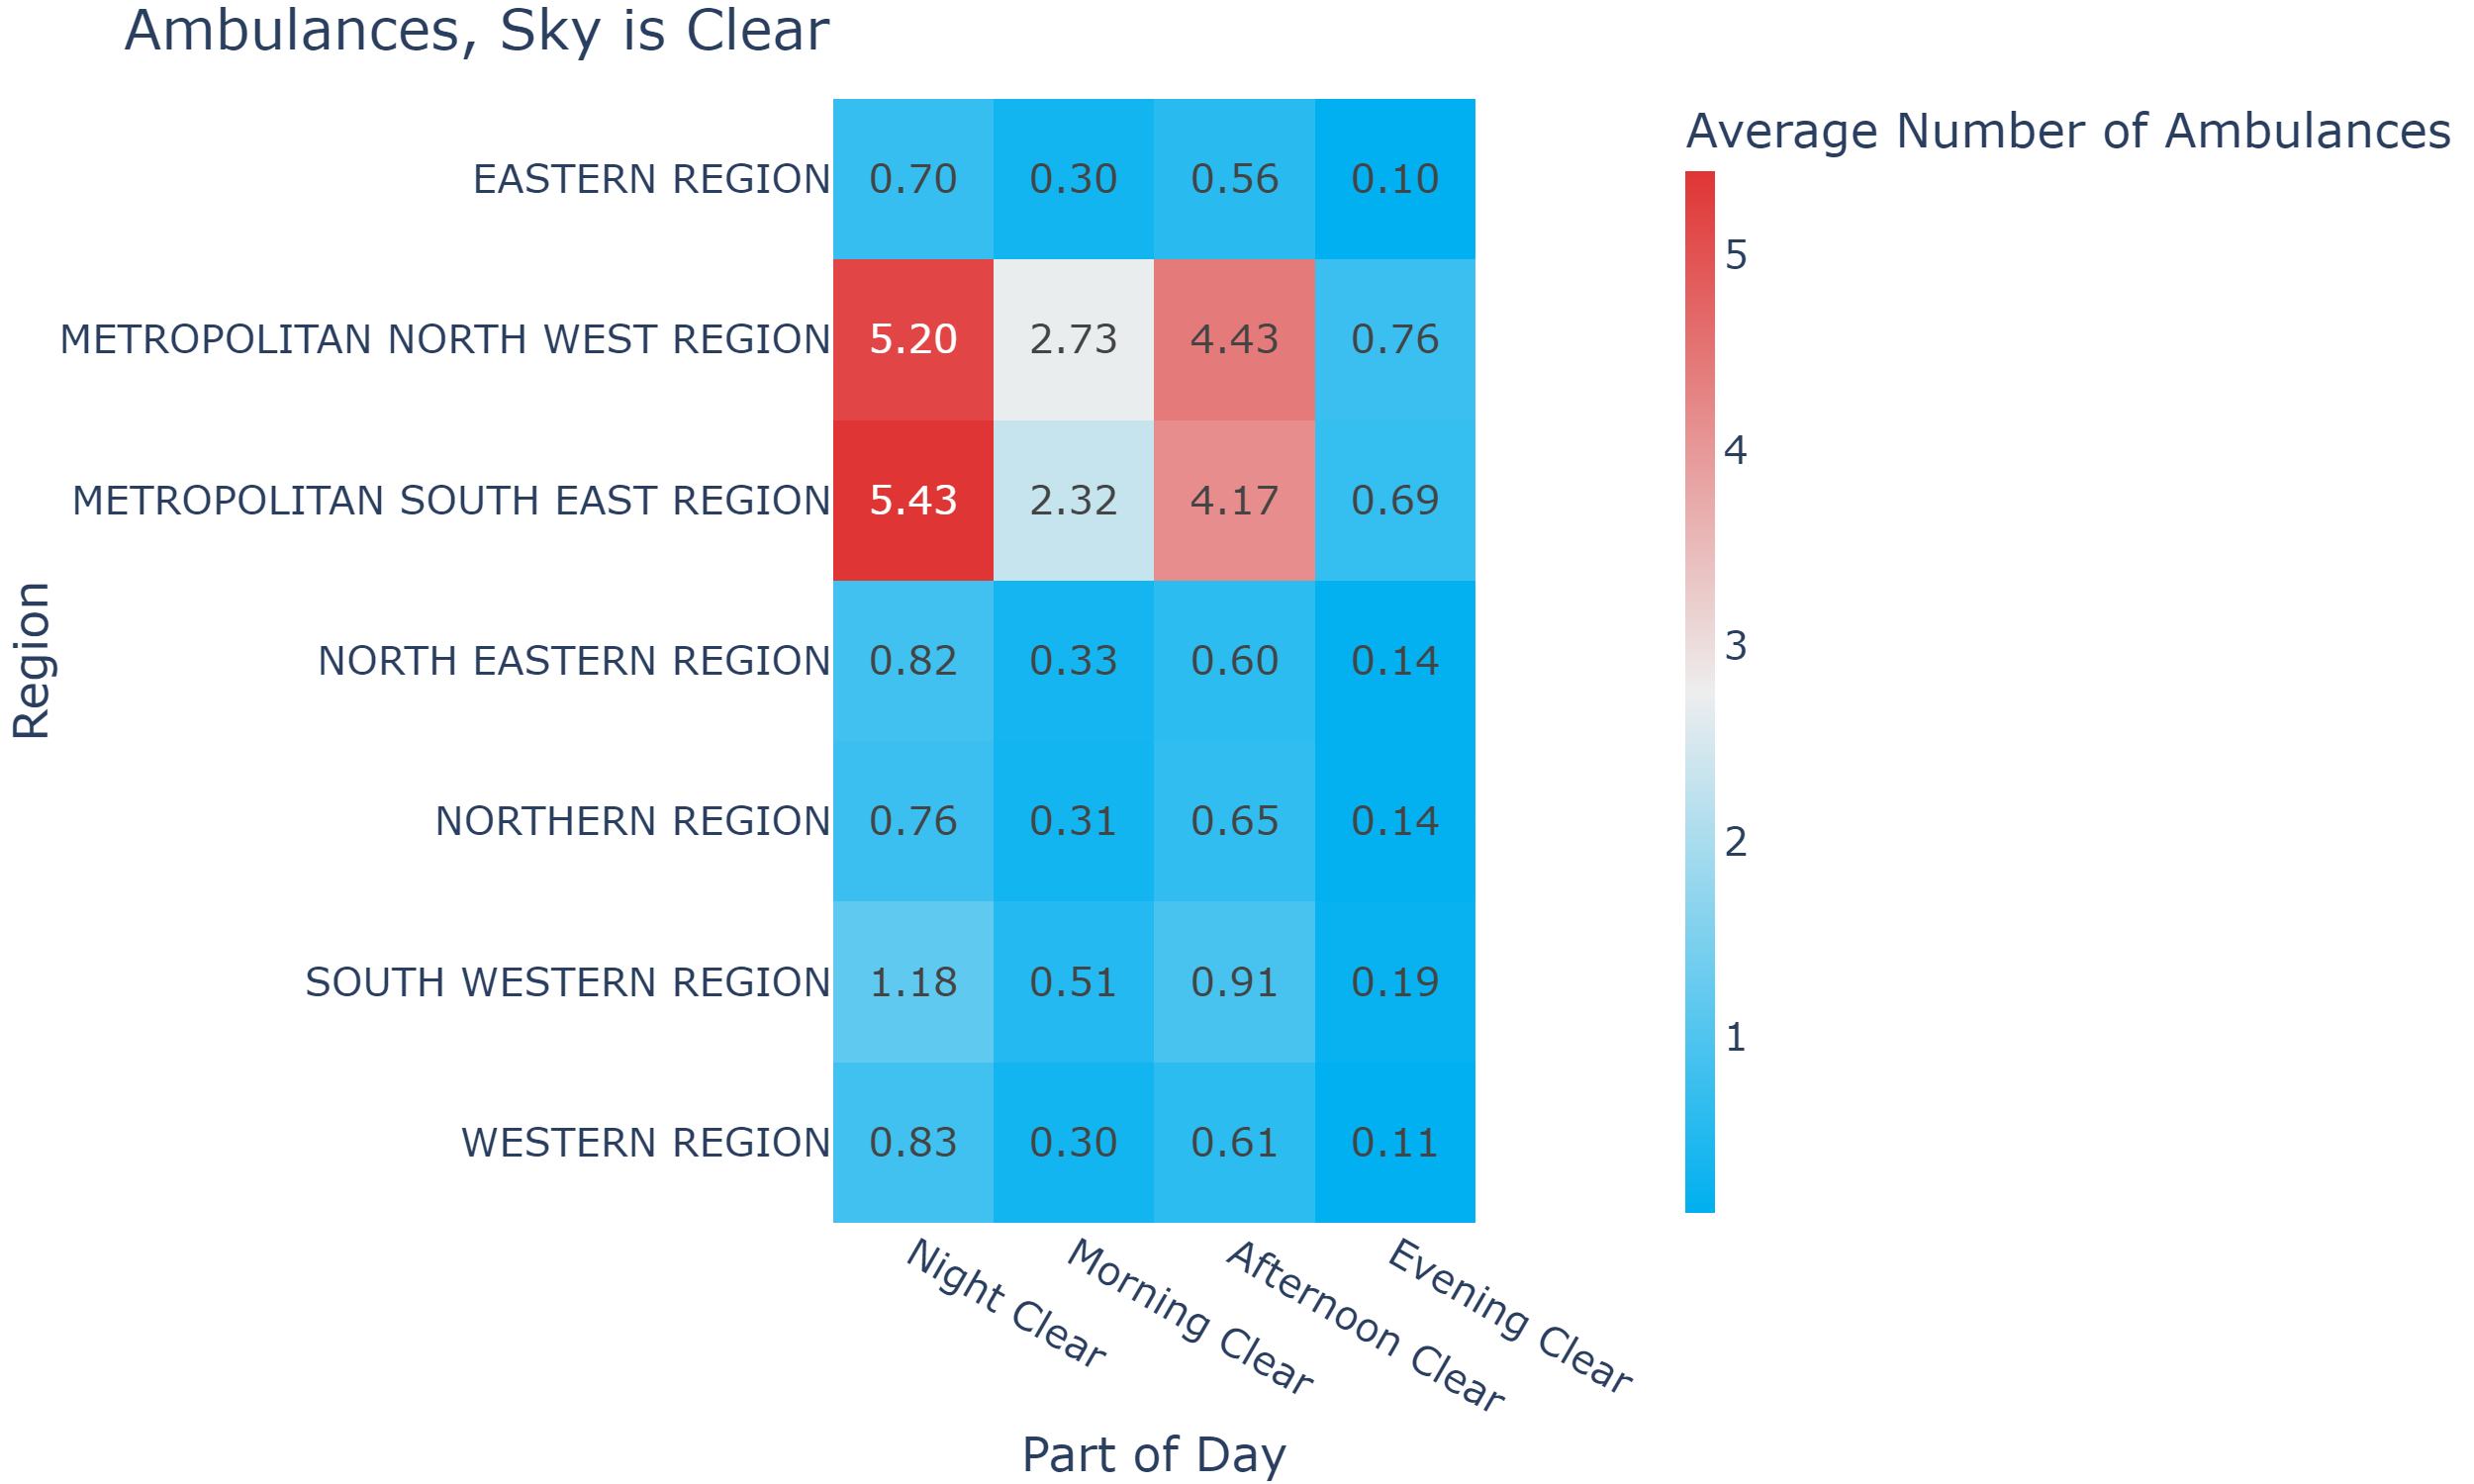 Ambulances, Sky is Clear
Average Number of Ambulances
EASTERN REGION 0.70 0.30 0.56 0.10
METROPOLITAN NORTH WEST REGION 5.20 2.73 4.43 0.76
METROPOLITAN SOUTH EAST REGION 5.43 2.32 4.17 0.69
NORTH EASTERN REGION 0.82 0.33 0.60 0.14
NORTHERN REGION 0.76 0.31 0.65 0.14
SOUTH WESTERN REGION 1.18 0.51 0.91 0.19
WESTERN REGION 0.83 0.30 0.61 0.11
Region
Night Clear
Morning Clear
Afternoon Clear
Evening Clear
Part of Day
5
4
3
2
1